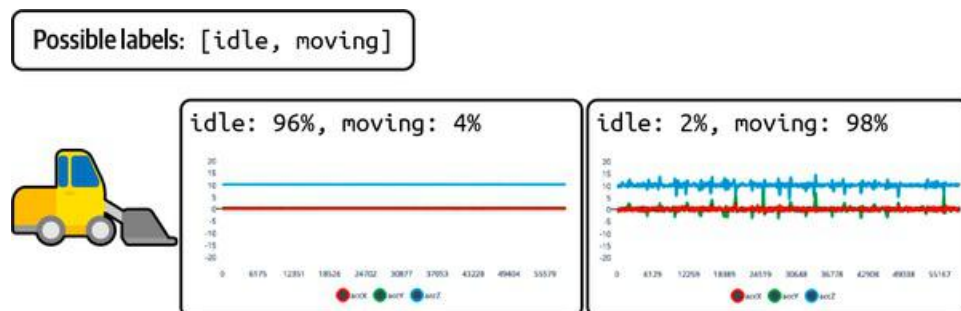 Possible labels: [idle, moving]
idle: 96%, moving: 4%
20
15
10
5
0
-5
-10
-15
-20
0 6175 12351 18526 24702 30877 37053 43228 49404 55579
accX accY accZ
idle: 2%, moving: 98%
20
15
10
5
0
-5
-10
-15
-20
0 6129 12259 18389 24519 30648 36778 42908 49038 55167
accX accY accZ